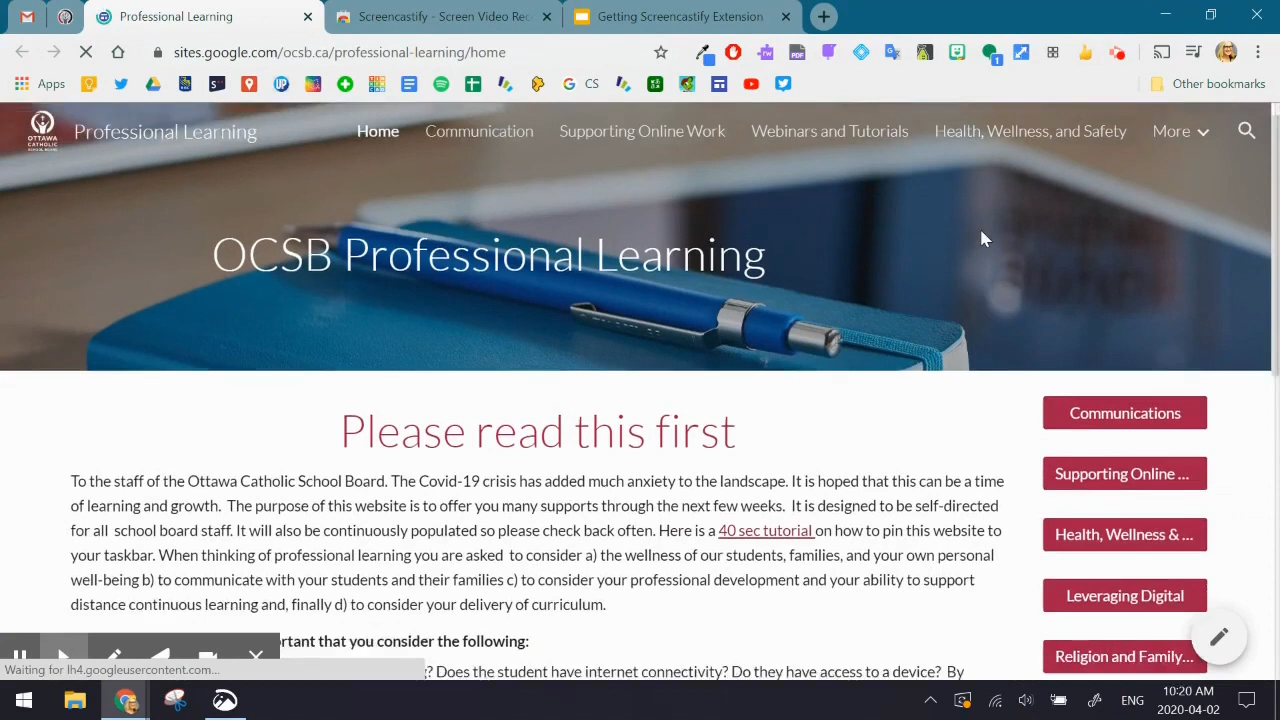 Professional Learning
Screencastify - Screen Video Rec
Getting Screencastify Extension
sites.google.com/ocsb.ca/professional-learning/home
Apps
CS
Other bookmarks
OTTAWA
CATHOLIC
SCHOOL BOARD
Professional Learning
Home
Communication
Supporting Online Work
Webinars and Tutorials
Health, Wellness, and Safety
More
OCSB Professional Learning
Please read this first
To the staff of the Ottawa Catholic School Board. The Covid-19 crisis has added much anxiety to the landscape. It is hoped that this can be a time
of learning and growth. The purpose of this website is to offer you many supports through the next few weeks. It is designed to be self-directed
for all school board staff. It will also be continuously populated so please check back often. Here is a 40 sec tutorial on how to pin this website to
your taskbar. When thinking of professional learning you are asked to consider a) the wellness of our students, families, and your own personal
well-being b) to communicate with your students and their families c) to consider your professional development and your ability to support
distance continuous learning and, finally d) to consider your delivery of curriculum.
rtant that you consider the following:
? Does the student have internet connectivity? Do they have access to a device? By
Communications
Supporting Online ...
Health, Wellness & ...
Leveraging Digital
Religion and Family...
Waiting for lh4.googleusercontent.com...
ENG
10:20 AM
2020-04-02